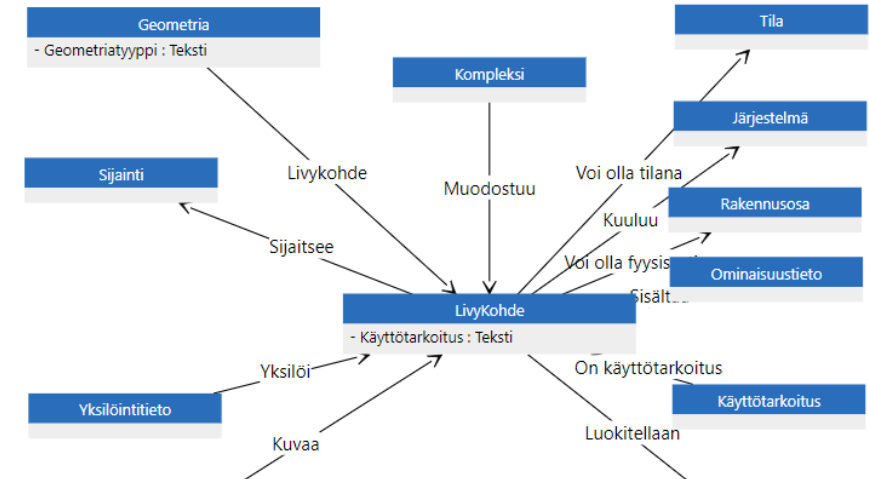 Geometria
- Geometriatyyppi : Teksti
Tila
Kompleksi
Järjestelmä
Sijainti
Livykohde
Voi olla tilana
Muodostuu
Rakennusosa
Kuuluu
Sijaitsee
Voi olla
Ominaisuustieto
LivyKohde
- Käyttötarkoitus : Teksti
Yksilöi
On käyttötarkoitus
Yksilöintitieto
Käyttötarkoitus
Kuvaa
Luokitellaan